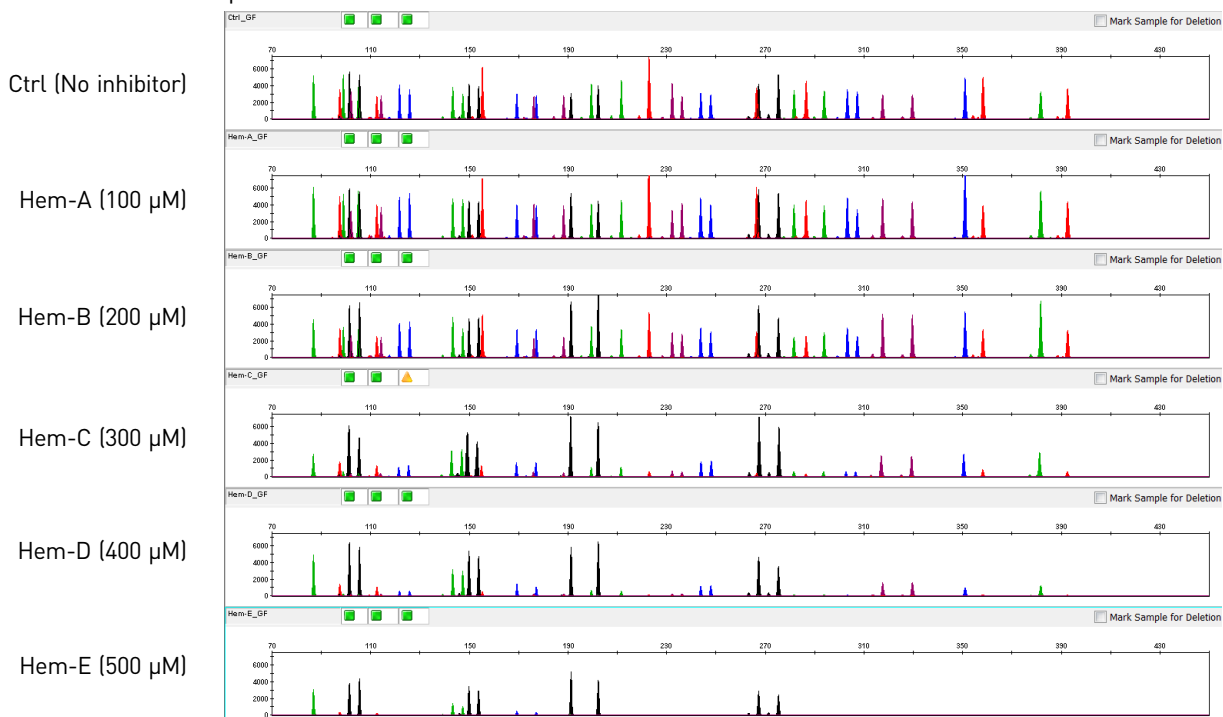 Ctrl_GF Mark Sample for Deletion
70 110 150 190 230 270 310 350 390 430
Ctrl (No inhibitor)
6000
4000
2000
0
Hem-A_GF Mark Sample for Deletion
70 110 150 190 230 270 310 350 390 430
Hem-A (100 µM)
6000
4000
2000
0
Hem-B_GF Mark Sample for Deletion
70 110 150 190 230 270 310 350 390 430
Hem-B (200 µM)
6000
4000
2000
0
Hem-C_GF Mark Sample for Deletion
70 110 150 190 230 270 310 350 390 430
Hem-C (300 µM)
6000
4000
2000
0
Hem-D_GF Mark Sample for Deletion
70 110 150 190 230 270 310 350 390 430
Hem-D (400 µM)
6000
4000
2000
0
Hem-E_GF Mark Sample for Deletion
70 110 150 190 230 270 310 350 390 430
Hem-E (500 µM)
6000
4000
2000
0